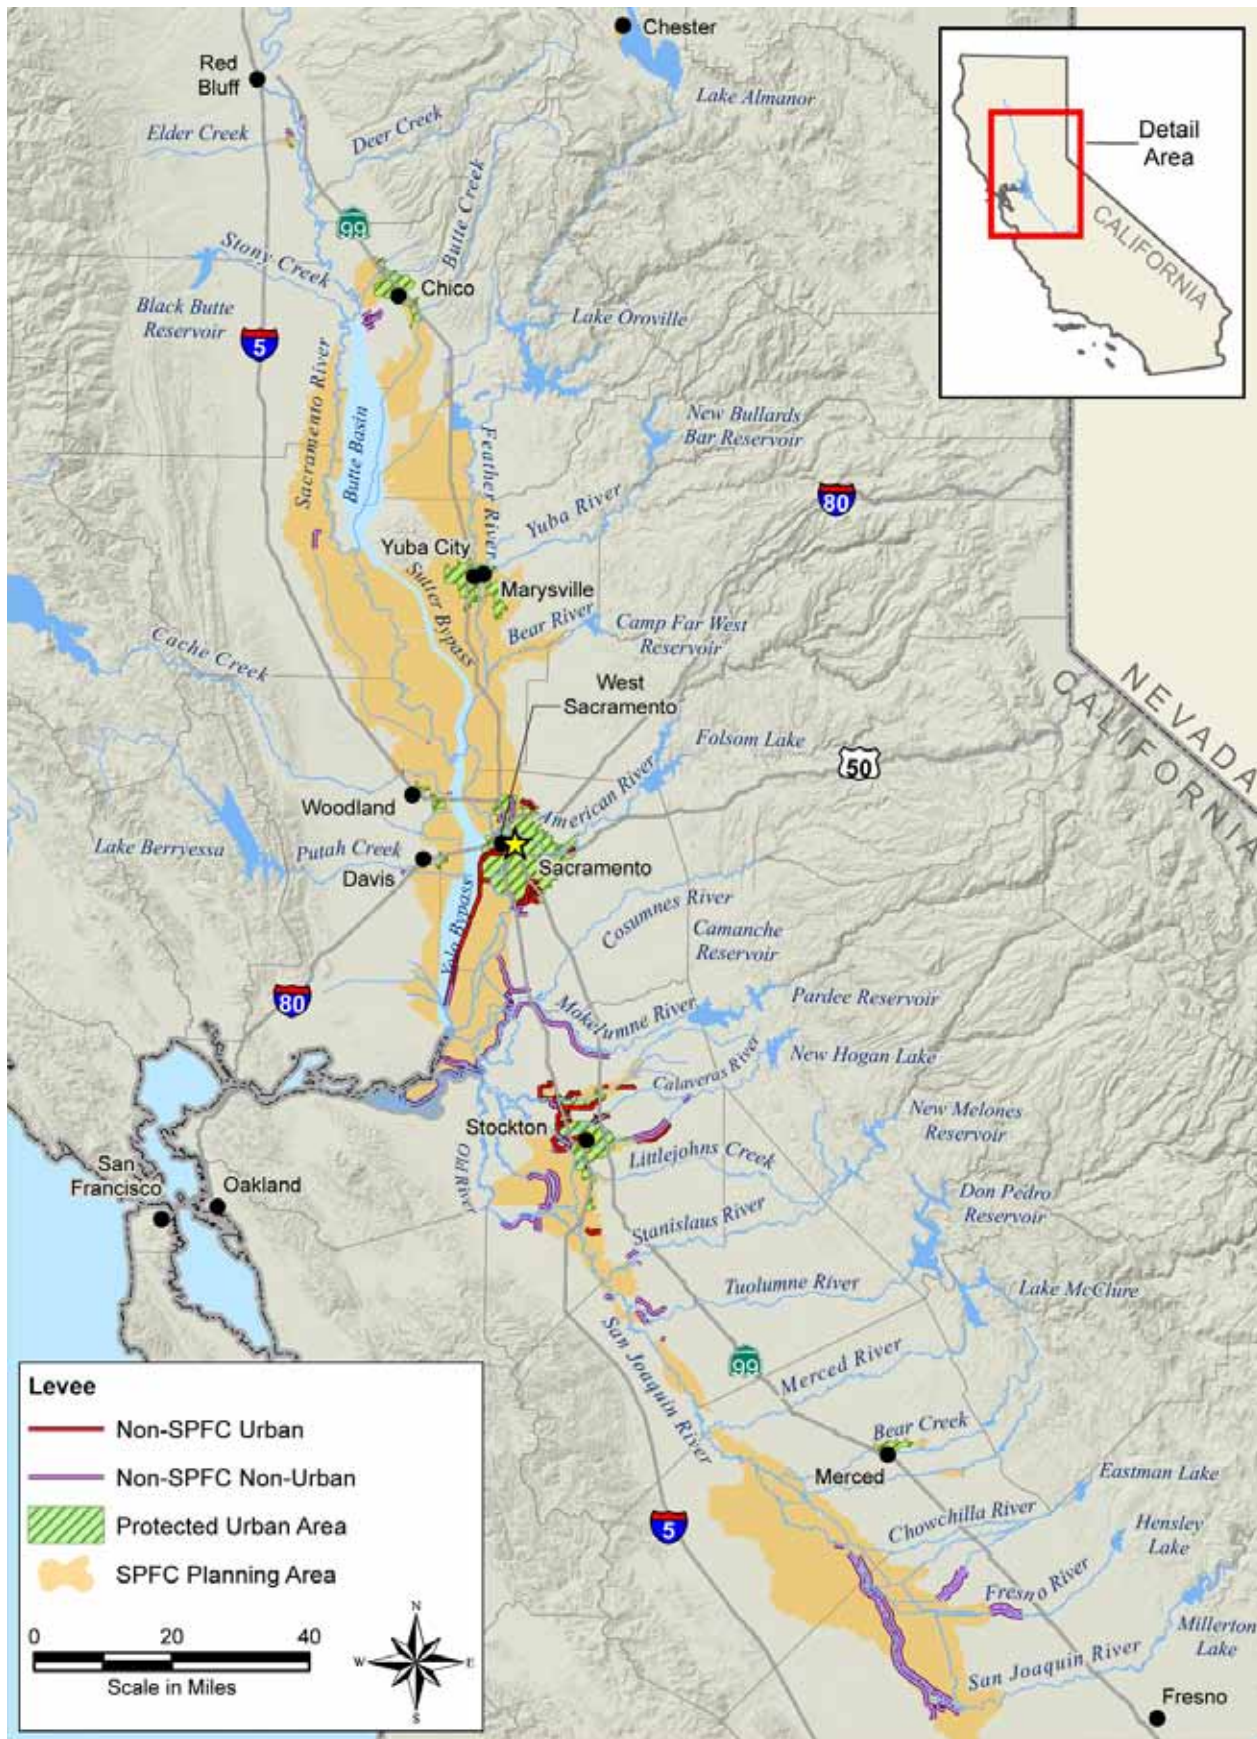 Chester
Red
Bluff
Lake Almanor
Elder Creek
Deer Creek
Detail
Area
CALIFORNIA
Butte Creek
99
Stony Creek
Chico
Black Butte
Reservoir
Lake Oroville
5
Sacramento River
Butte Basin
Feather River
New Bullards
Bar Reservoir
80
Yuba River
Yuba City
Marysville
Sutter Bypass
Bear River
Camp Far West
Reservoir
Cache Creek
West
Sacramento
NEVADA
CALIFORNIA
Folsom Lake
50
American River
Woodland
Lake Berryessa
Putah Creek
Davis
Sacramento
Yolo Bypass
Cosumnes River
Camanche
Reservoir
80
Mokelumne River
Pardee Reservoir
New Hogan Lake
Calaveras River
New Melones
Reservoir
Stockton
Littlejohns Creek
Old River
San
Francisco
Oakland
Don Pedro
Reservoir
Stanislaus River
Tuolumne River
Lake McClure
San Joaquin River
99
Merced River
Bear Creek
Merced
Eastman Lake
Chowchilla River
Hensley
Lake
5
Fresno River
Millerton
Lake
San Joaquin River
Fresno
Levee
Non-SPFC Urban
Non-SPFC Non-Urban
Protected Urban Area
SPFC Planning Area
0 20 40
Scale in Miles
N
W E
S